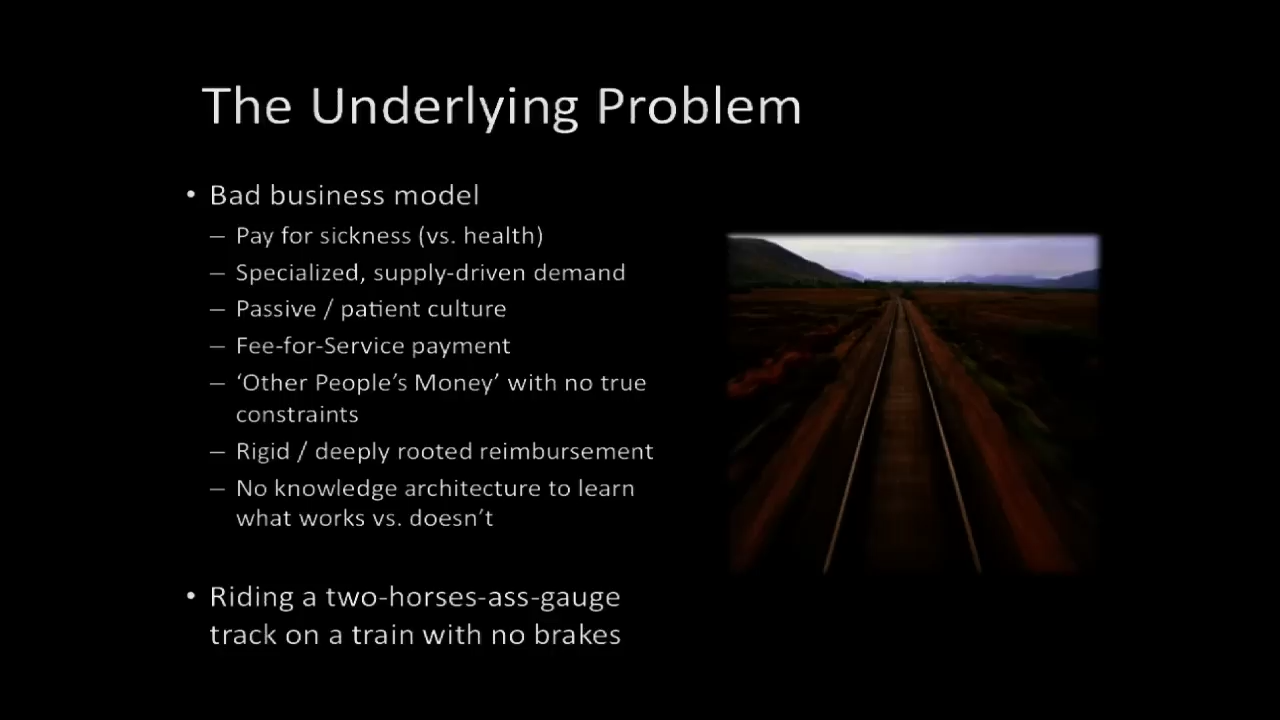 The Underlying Problem
• Bad business model
– Pay for sickness (vs. health)
– Specialized, supply-driven demand
– Passive / patient culture
– Fee-for-Service payment
– ‘Other People’s Money’ with no true
constraints
– Rigid / deeply rooted reimbursement
– No knowledge architecture to learn
what works vs. doesn’t
• Riding a two-horses-ass-gauge
track on a train with no brakes